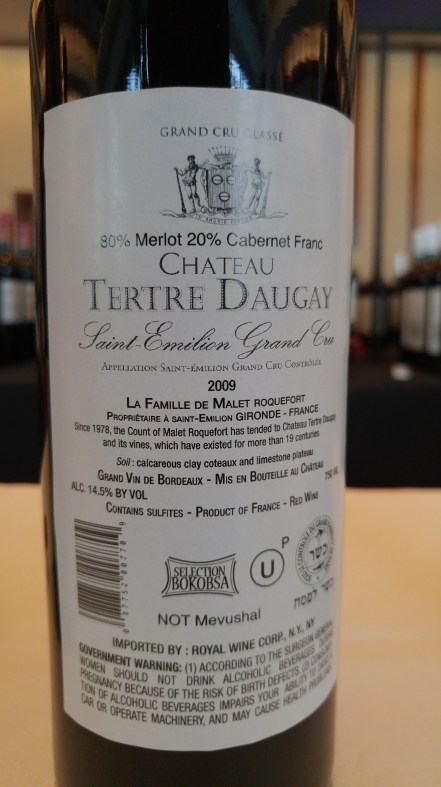 GRAND CRU CLASSÉ
80% Merlot 20% Cabernet Franc
CHATEAU
TERTRE DAUGAY
Saint-Emilion Grand Cru
APPELLATION SAINT-ÉMILION GRAND CRU CONTRÔLÉE
2009
LA FAMILLE DE MALET ROQUEFORT
PROPRIÉTAIRE À SAINT-EMILION GIRONDE - FRANCE
Since 1978, the Count of Malet Roquefort has tended to Chateau Tertre Daugay
and its vines, which have existed for more than 19 centuries.
Soil : calcareous clay coteaux and limestone plateau
GRAND VIN DE BORDEAUX - MIS EN BOUTEILLE AU CHÂTEAU
ALC. 14.5% BY VOL 750 ML
CONTAINS SULFITES - PRODUCT OF FRANCE - RED WINE
0 87752 00770 9
SELECTION
BOKOBSA
U P
כשר
כשר לפסח
NOT Mevushal
IMPORTED BY : ROYAL WINE CORP., N.Y., NY
GOVERNMENT WARNING: (1) ACCORDING TO THE SURGEON GENERAL,
WOMEN SHOULD NOT DRINK ALCOHOLIC BEVERAGES DURING
PREGNANCY BECAUSE OF THE RISK OF BIRTH DEFECTS. (2) CONSUMP-
TION OF ALCOHOLIC BEVERAGES IMPAIRS YOUR ABILITY TO DRIVE A
CAR OR OPERATE MACHINERY, AND MAY CAUSE HEALTH PROBLEMS.